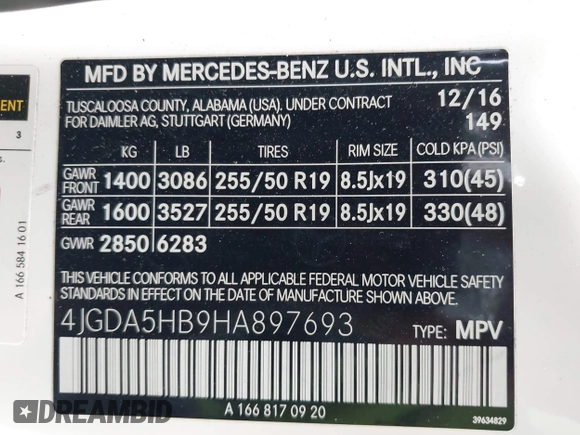 MFD BY MERCEDES-BENZ U.S. INTL., INC
TUSCALOOSA COUNTY, ALABAMA (USA). UNDER CONTRACT 12/16
FOR DAIMLER AG, STUTTGART (GERMANY) 149
KG LB TIRES RIM SIZE COLD KPA(PSI)
GAWR FRONT 1400 3086 255/50 R19 8.5Jx19 310(45)
GAWR REAR 1600 3527 255/50 R19 8.5Jx19 330(48)
GVWR 2850 6283
THIS VEHICLE CONFORMS TO ALL APPLICABLE FEDERAL MOTOR VEHICLE SAFETY
AND THEFT PREVENTION STANDARDS IN EFFECT ON THE DATE OF MANUFACTURE SHOWN ABOVE.
4JGDA5HB9HA897693 TYPE: MPV
A 166 817 09 20
39634829
3
A 166 584 16 01
DREAMBID